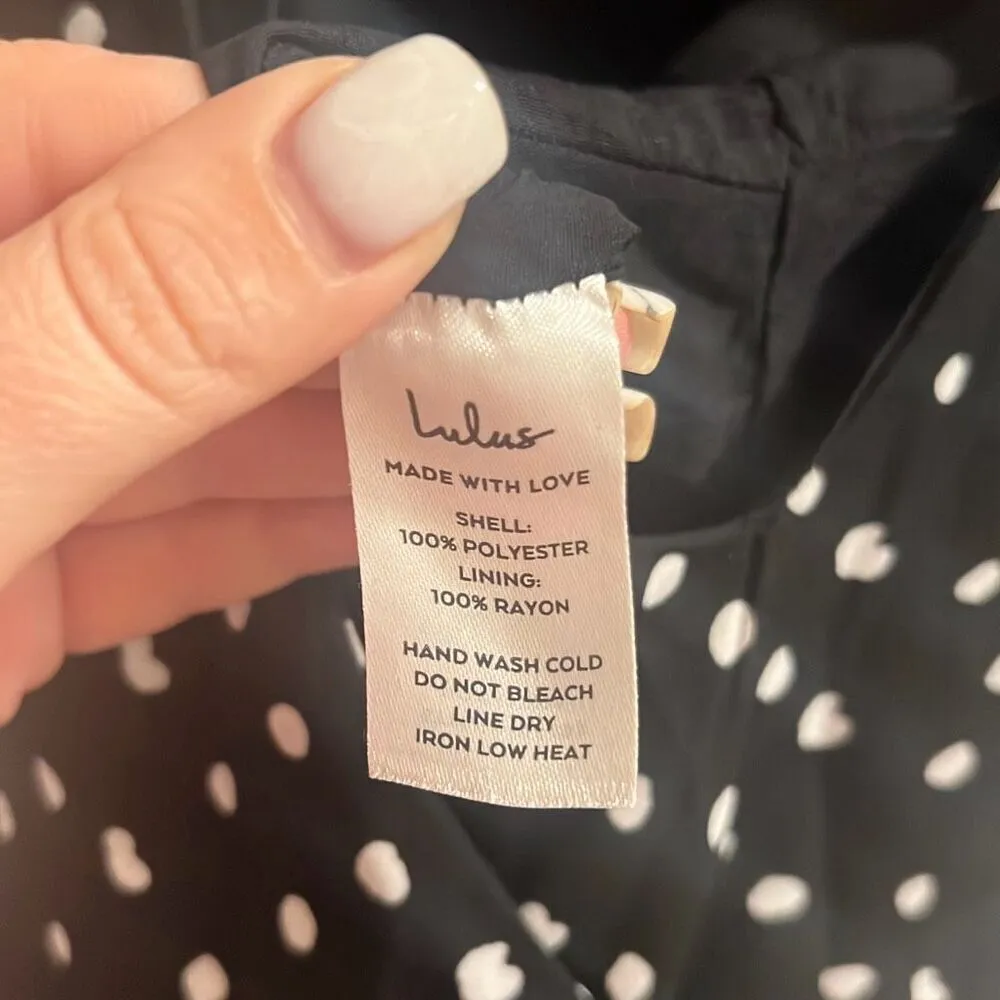 Lulus
MADE WITH LOVE
SHELL:
100% POLYESTER
LINING:
100% RAYON
HAND WASH COLD
DO NOT BLEACH
LINE DRY
IRON LOW HEAT